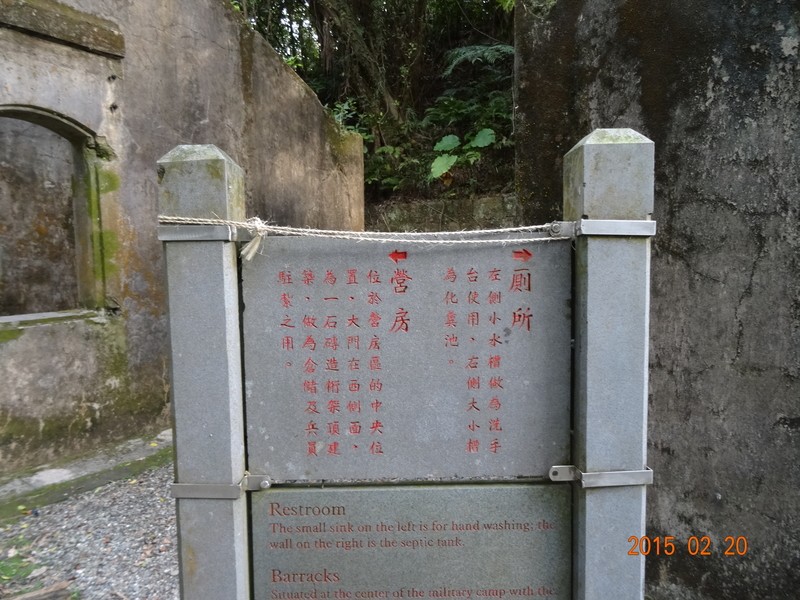 廁所
左側小水槽做為洗手
台使用、右側大小槽
為化糞池。
營房
位於營房區的中央位
置、大門在西側面、
為一石磚造桁架頂建
築、做為倉儲及兵員
駐紮之用。
Restroom
The small sink on the left is for hand washing; the
wall on the right is the septic tank.
Barracks
Situated at the center of the military camp with the
2015 02 20